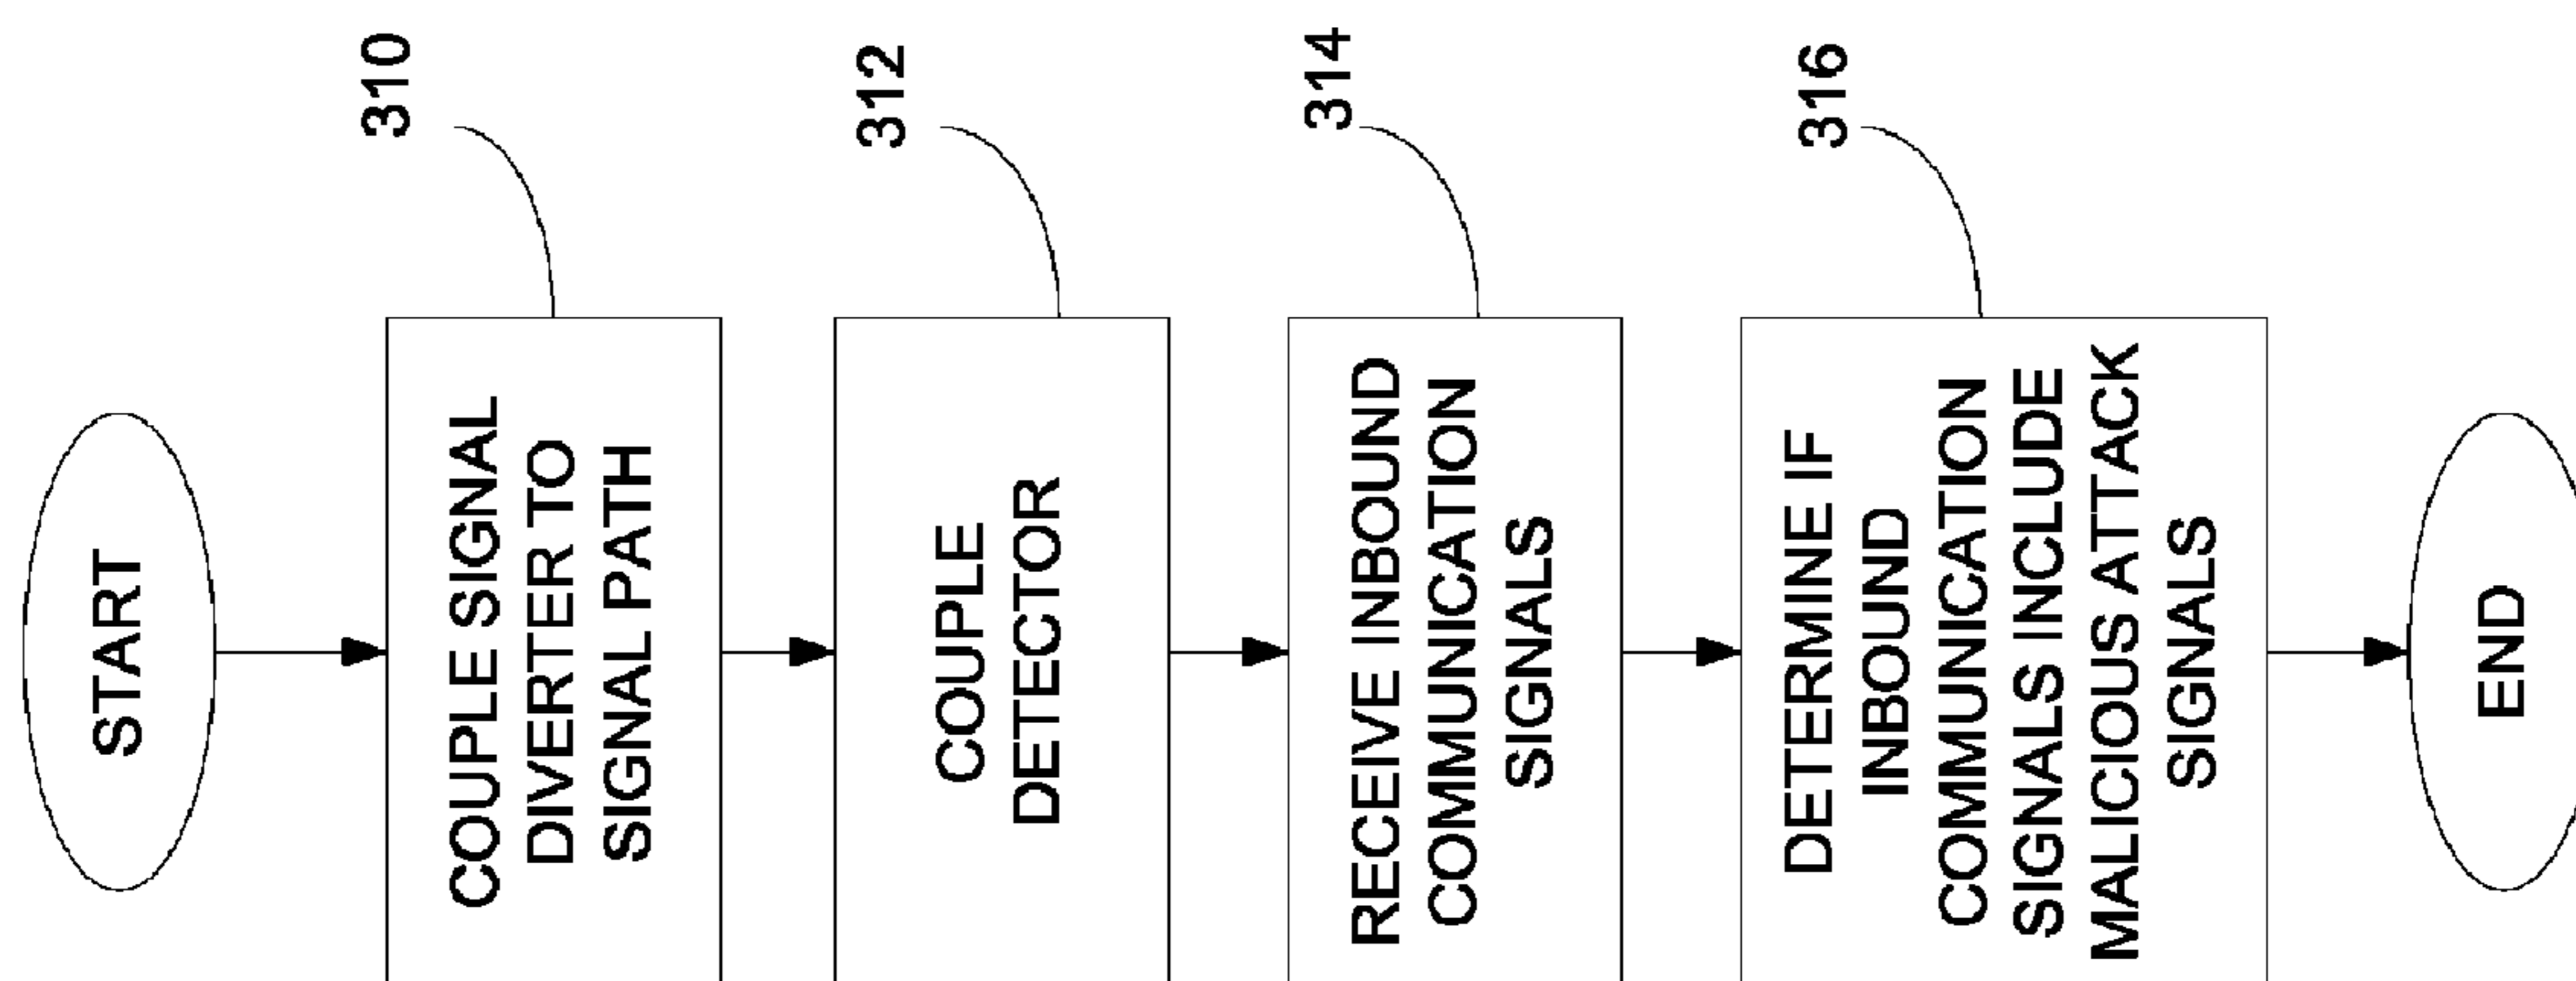 START
310
COUPLE SIGNAL
DIVERTER TO
SIGNAL PATH
312
COUPLE
DETECTOR
314
RECEIVE INBOUND
COMMUNICATION
SIGNALS
316
DETERMINE IF
INBOUND
COMMUNICATION
SIGNALS INCLUDE
MALICIOUS ATTACK
SIGNALS
END